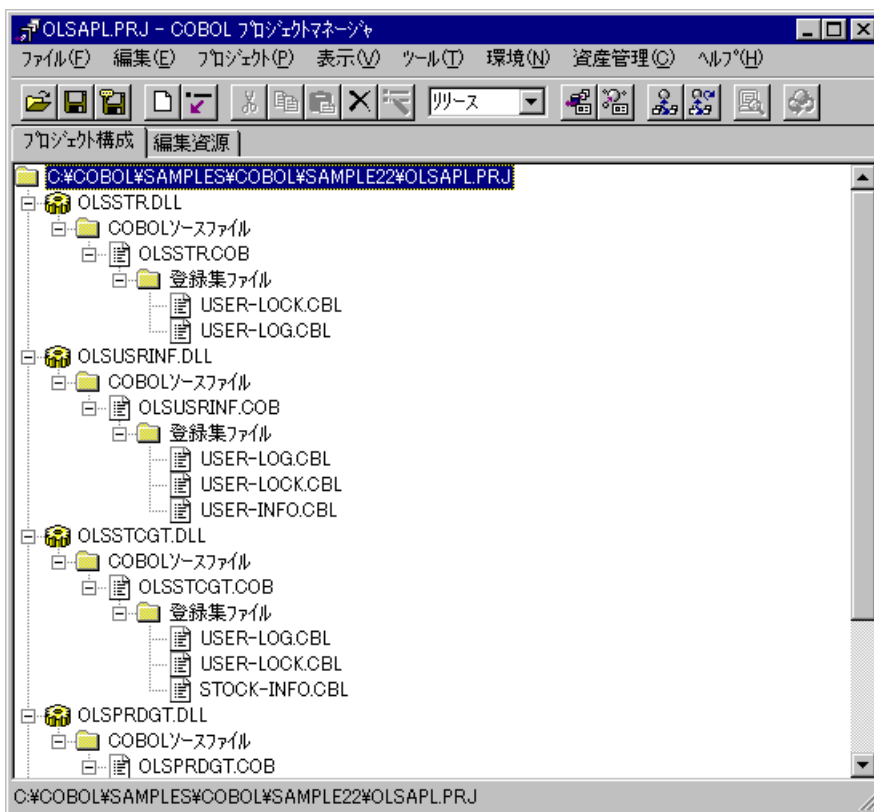 OLSAPL.PRJ - COBOL ﾌﾟﾛｼﾞｪｸﾄﾏﾈｰｼﾞｬ
ﾌｧｲﾙ(F) 編集(E) ﾌﾟﾛｼﾞｪｸﾄ(P) 表示(V) ﾂｰﾙ(T) 環境(N) 資産管理(C) ﾍﾙﾌﾟ(H)
ﾘﾘｰｽ
ﾌﾟﾛｼﾞｪｸﾄ構成 編集資源
C:¥COBOL¥SAMPLES¥COBOL¥SAMPLE22¥OLSAPL.PRJ
OLSSTR.DLL
COBOLｿｰｽﾌｧｲﾙ
OLSSTR.COB
登録集ﾌｧｲﾙ
USER-LOCK.CBL
USER-LOG.CBL
OLSUSRINF.DLL
COBOLｿｰｽﾌｧｲﾙ
OLSUSRINF.COB
登録集ﾌｧｲﾙ
USER-LOG.CBL
USER-LOCK.CBL
USER-INFO.CBL
OLSSTCGT.DLL
COBOLｿｰｽﾌｧｲﾙ
OLSSTCGT.COB
登録集ﾌｧｲﾙ
USER-LOG.CBL
USER-LOCK.CBL
STOCK-INFO.CBL
OLSPRDGT.DLL
COBOLｿｰｽﾌｧｲﾙ
OLSPRDGT.COB
C:¥COBOL¥SAMPLES¥COBOL¥SAMPLE22¥OLSAPL.PRJ